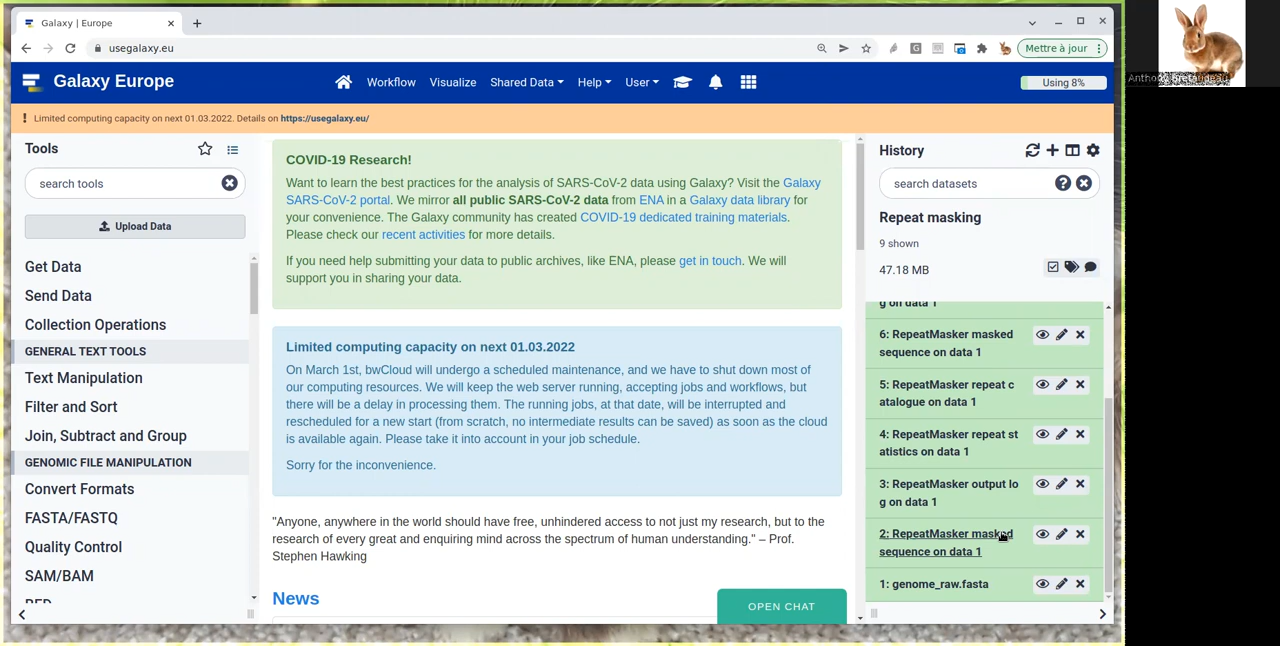 Galaxy | Europe
usegalaxy.eu
Mettre à jour
Galaxy Europe
Workflow Visualize Shared Data Help User
Using 8%
! Limited computing capacity on next 01.03.2022. Details on https://usegalaxy.eu/
Tools
search tools
Upload Data
Get Data
Send Data
Collection Operations
GENERAL TEXT TOOLS
Text Manipulation
Filter and Sort
Join, Subtract and Group
GENOMIC FILE MANIPULATION
Convert Formats
FASTA/FASTQ
Quality Control
SAM/BAM
BED
COVID-19 Research!
Want to learn the best practices for the analysis of SARS-CoV-2 data using Galaxy? Visit the Galaxy
SARS-CoV-2 portal. We mirror all public SARS-CoV-2 data from ENA in a Galaxy data library for
your convenience. The Galaxy community has created COVID-19 dedicated training materials.
Please check our recent activities for more details.
If you need help submitting your data to public archives, like ENA, please get in touch. We will
support you in sharing your data.
Limited computing capacity on next 01.03.2022
On March 1st, bwCloud will undergo a scheduled maintenance, and we have to shut down most of
our computing resources. We will keep the web server running, accepting jobs and workflows, but
there will be a delay in processing them. The running jobs, at that date, will be interrupted and
rescheduled for a new start (from scratch, no intermediate results can be saved) as soon as the cloud
is available again. Please take it into account in your job schedule.
Sorry for the inconvenience.
"Anyone, anywhere in the world should have free, unhindered access to not just my research, but to the
research of every great and enquiring mind across the spectrum of human understanding." – Prof.
Stephen Hawking
News
OPEN CHAT
History
search datasets
Repeat masking
9 shown
47.18 MB
g on data 1
6: RepeatMasker masked
sequence on data 1
5: RepeatMasker repeat c
atalogue on data 1
4: RepeatMasker repeat st
atistics on data 1
3: RepeatMasker output lo
g on data 1
2: RepeatMasker masked
sequence on data 1
1: genome_raw.fasta
Anthony Bretaudeau